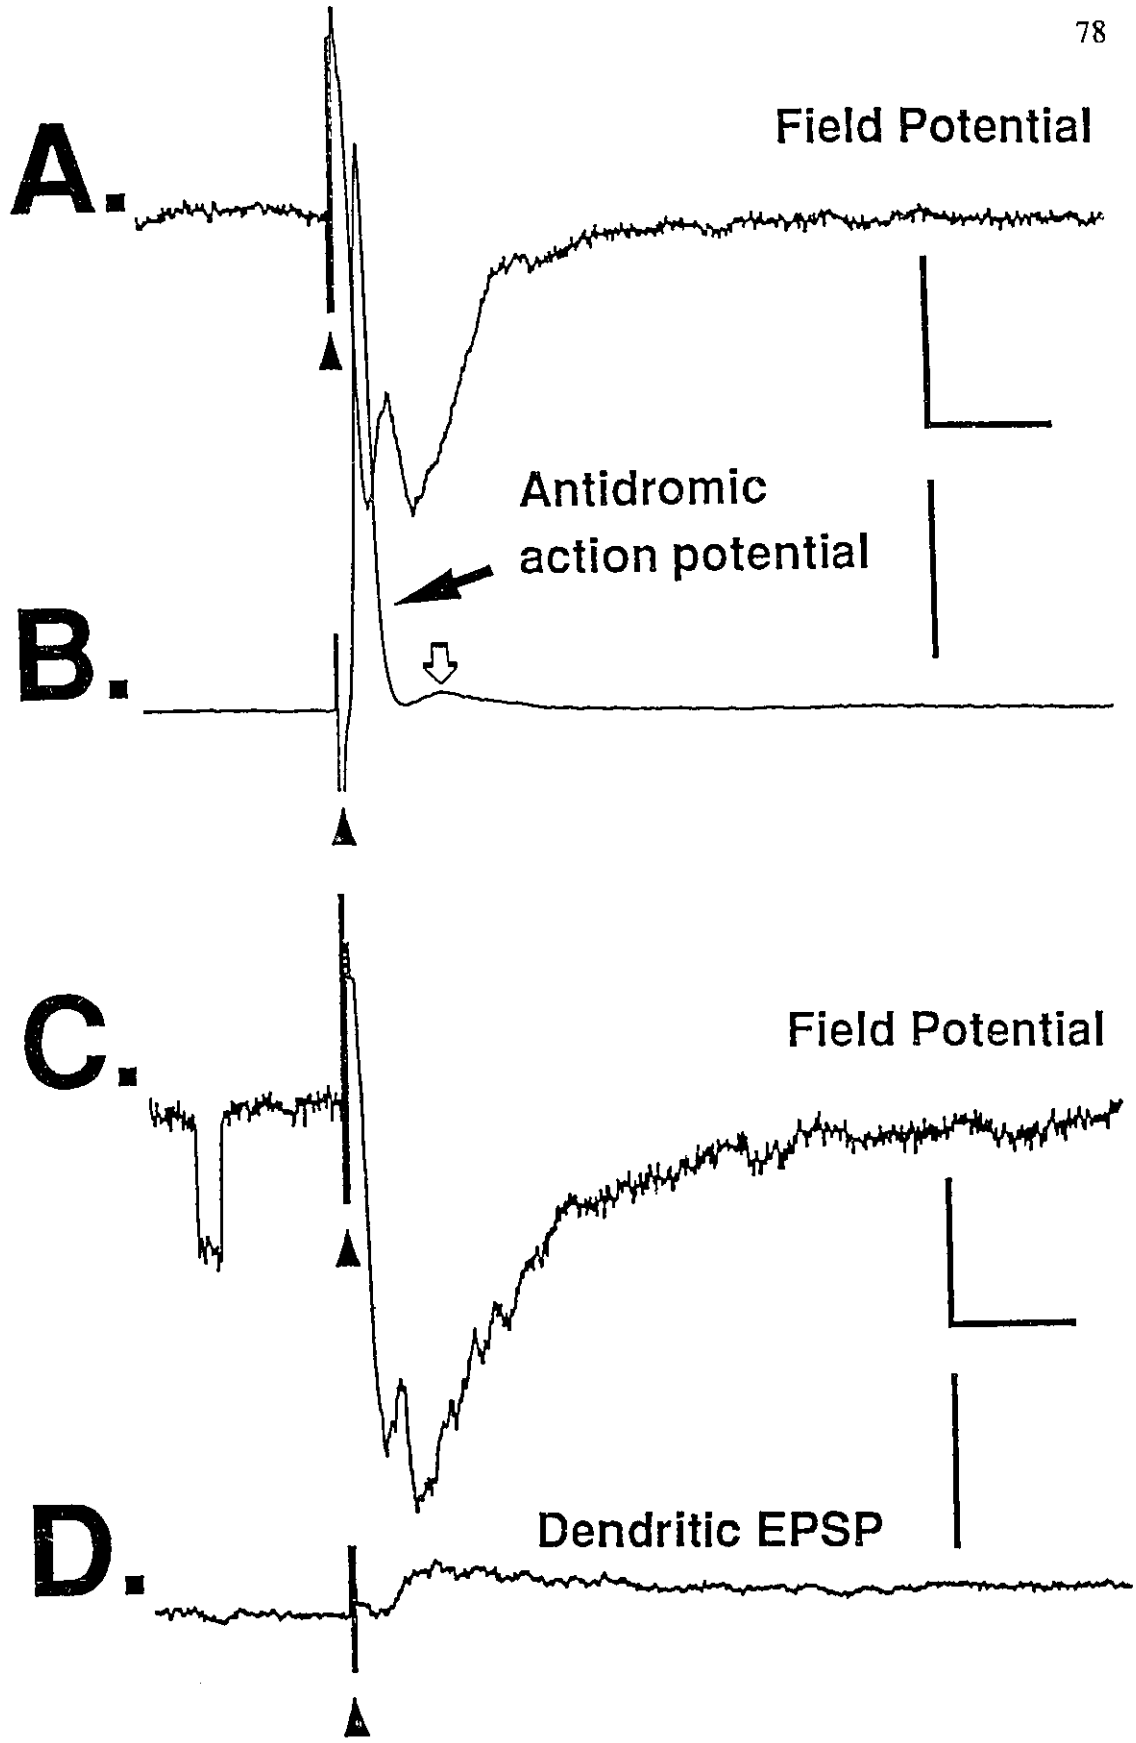 78
Field Potential
A.
Antidromic
action potential
B.
Field Potential
C.
Dendritic EPSP
D.